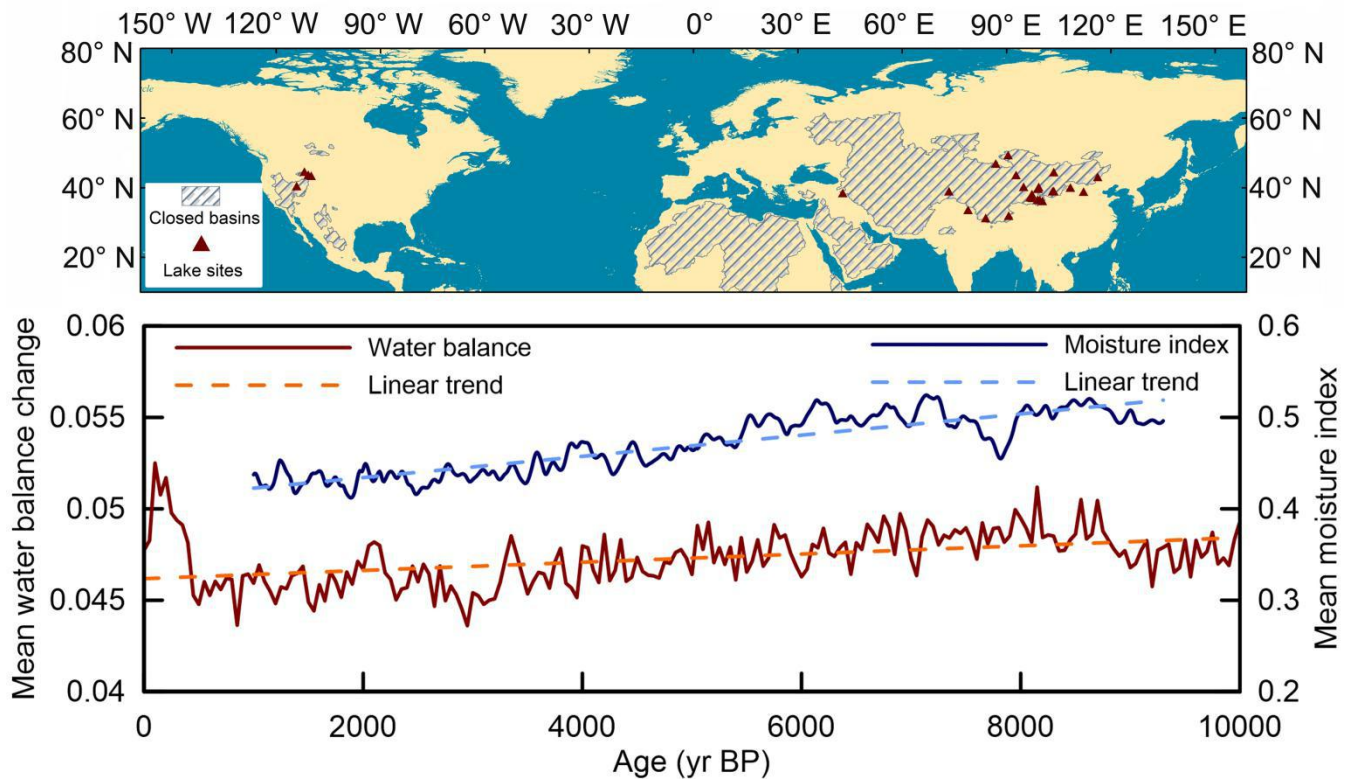 150° W 120° W 90° W 60° W 30° W 0° 30° E 60° E 90° E 120° E 150° E
80° N 80° N
60° N 60° N
40° N 40° N
20° N 20° N
Closed basins
Lake sites
0.06 0.6
0.055 0.5
0.05 0.4
0.045 0.3
0.04 0.2
Mean water balance change
Mean moisture index
Water balance
Linear trend
Moisture index
Linear trend
0 2000 4000 6000 8000 10000
Age (yr BP)